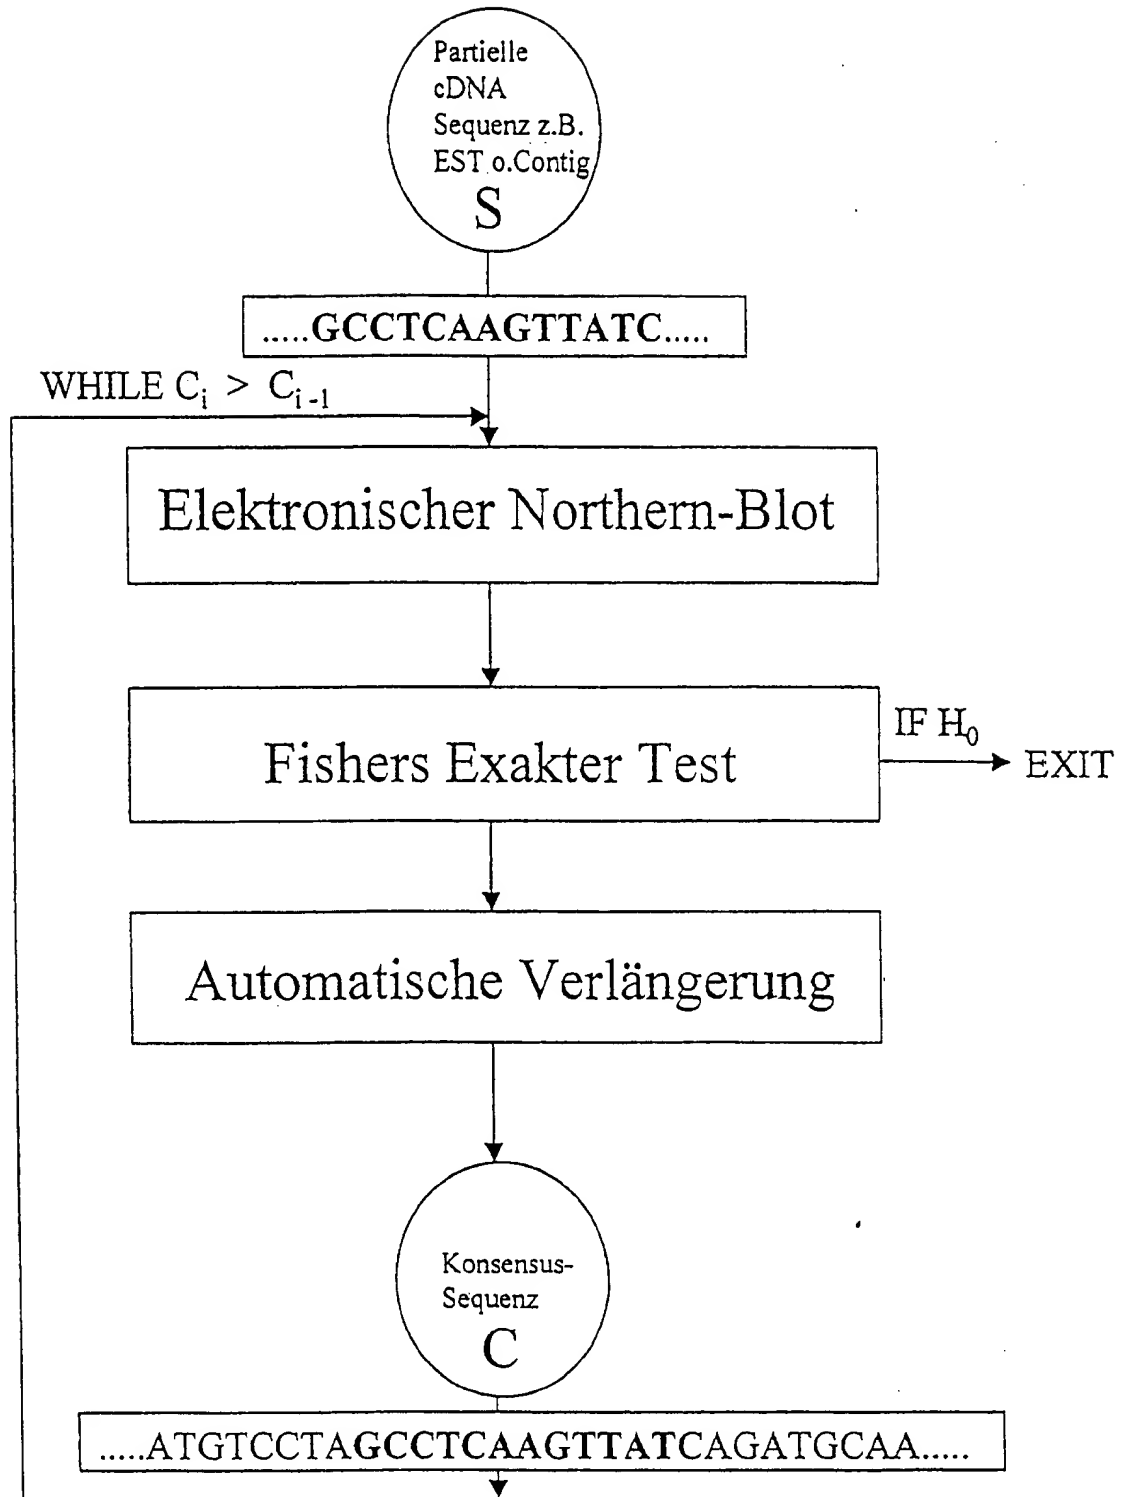 Partielle
cDNA
Sequenz z.B.
EST o.Contig
S
.....GCCTCAAGTTATC.....
WHILE Cᵢ > Cᵢ₋₁
Elektronischer Northern-Blot
Fishers Exakter Test
IF H₀
EXIT
Automatische Verlängerung
Konsensus-
Sequenz
C
.....ATGTCCTAGCCTCAAGTTATCAGATGCAA.....